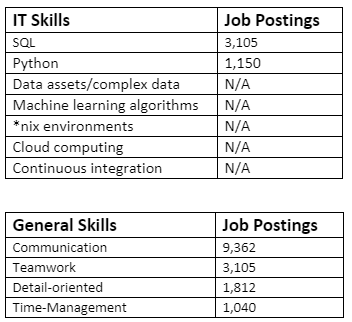 IT Skills Job Postings
SQL 3,105
Python 1,150
Data assets/complex data N/A
Machine learning algorithms N/A
*nix environments N/A
Cloud computing N/A
Continuous integration N/A
General Skills Job Postings
Communication 9,362
Teamwork 3,105
Detail-oriented 1,812
Time-Management 1,040